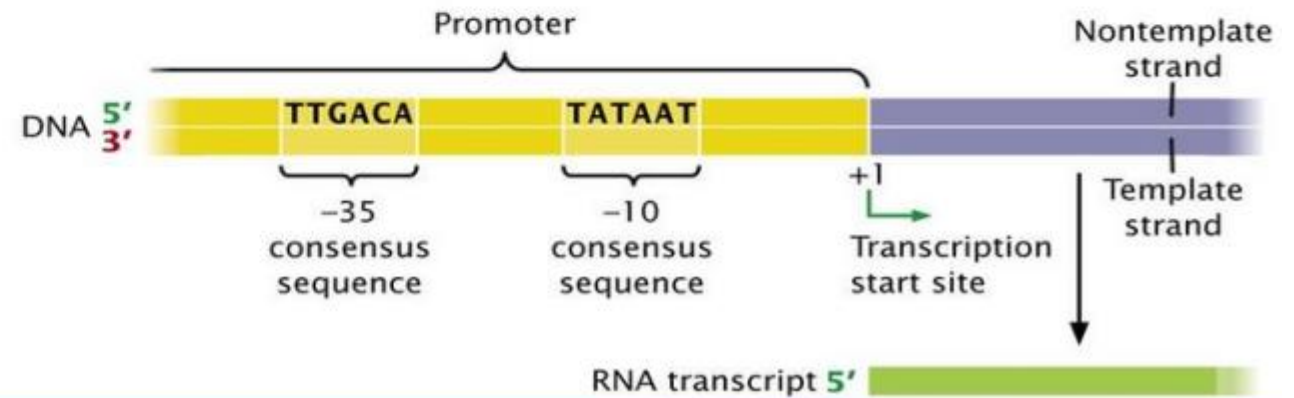 Promoter
Nontemplate
strand
DNA 5′
3′
TTGACA
TATAAT
–35
consensus
sequence
–10
consensus
sequence
+1
Transcription
start site
Template
strand
RNA transcript 5′